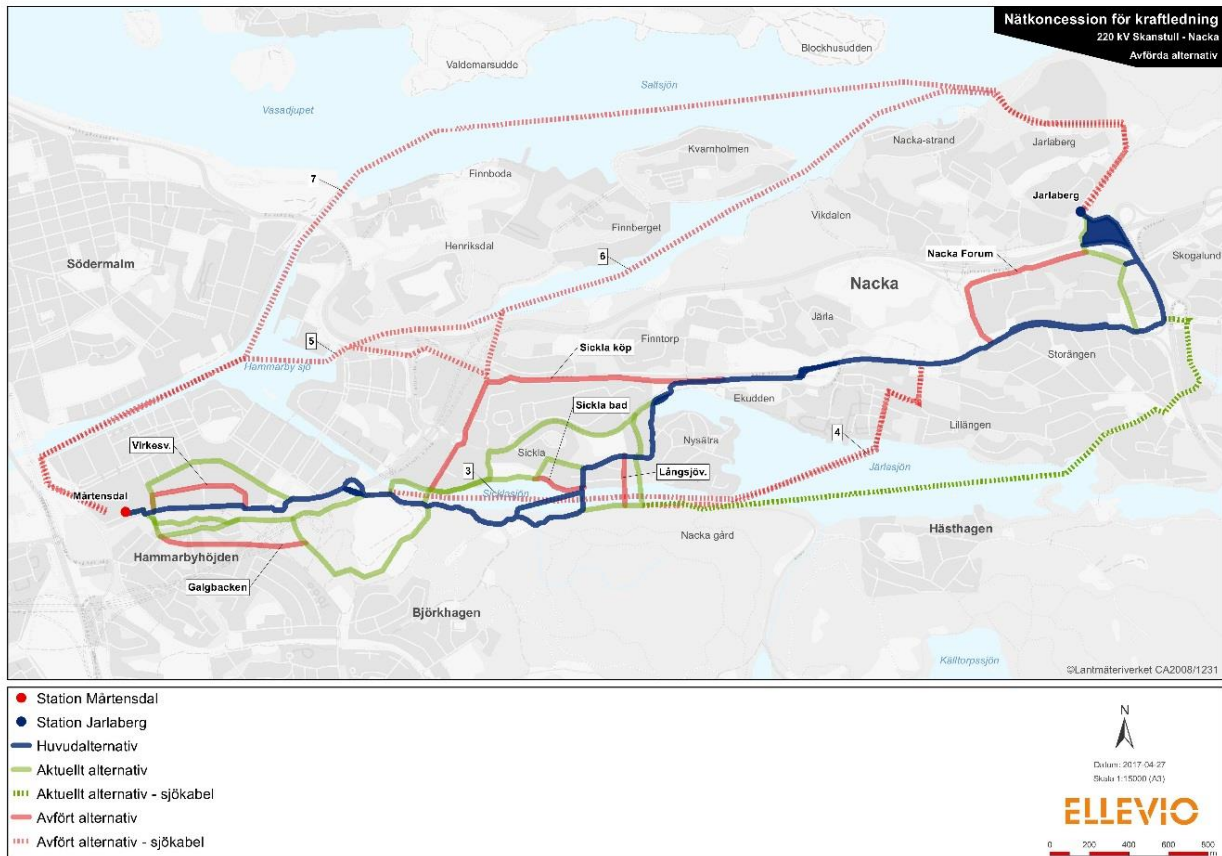 Nätkoncession för kraftledning
220 kV Skanstull - Nacka
Avförda alternativ
Blockhusudden
Valdomarsudde
Saltsjön
Vasadjupet
Nacka-strand
Jarlaberg
Kvarnholmen
Finnboda
7
Jarlaberg
Vikdalen
Finnberget
Henriksdal
Nacka Forum
Skogalund
6
Södermalm
Nacka
Järla
5
Finntorp
Sickla köp
Storängen
Hammarby sjö
Ekudden
Sickla bad
Lillängen
Nysätra
4
Virkesv.
Sickla
3
Långsjöv.
Järlasjön
Sicklasjön
Mårtensdal
Hästhagen
Nacka gård
Hammarbyhöjden
Galgbacken
Björkhagen
Källtorpssjön
©Lantmäteriverket CA2008/1231
Station Mårtensdal
Station Jarlaberg
Huvudalternativ
Aktuellt alternativ
Aktuellt alternativ - sjökabel
Avfört alternativ
Avfört alternativ - sjökabel
N
Datum: 2017-04-27
Skala 1:15000 (A3)
ELLEVIO
0 200 400 600 800
m